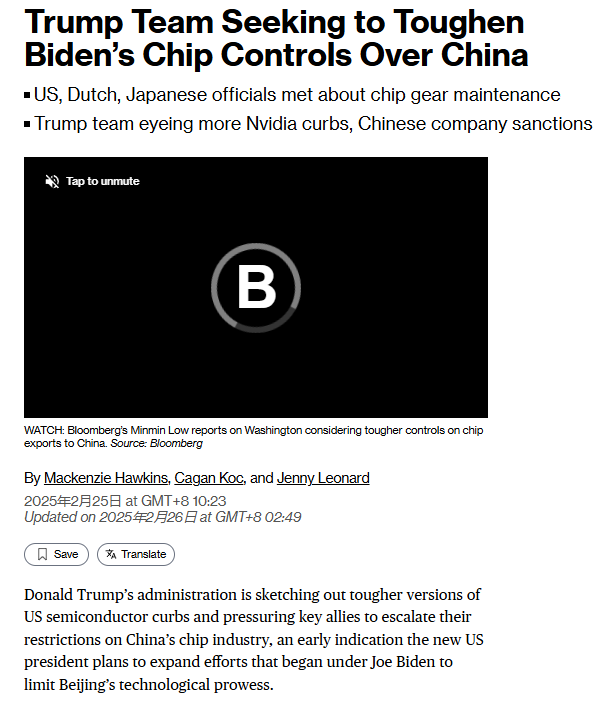 Trump Team Seeking to Toughen
Biden’s Chip Controls Over China
▪ US, Dutch, Japanese officials met about chip gear maintenance
▪ Trump team eyeing more Nvidia curbs, Chinese company sanctions
Tap to unmute
B
WATCH: Bloomberg’s Minmin Low reports on Washington considering tougher controls on chip
exports to China. Source: Bloomberg
By Mackenzie Hawkins, Cagan Koc, and Jenny Leonard
2025年2月25日 at GMT+8 10:23
Updated on 2025年2月26日 at GMT+8 02:49
Save
Translate
Donald Trump’s administration is sketching out tougher versions of
US semiconductor curbs and pressuring key allies to escalate their
restrictions on China’s chip industry, an early indication the new US
president plans to expand efforts that began under Joe Biden to
limit Beijing’s technological prowess.